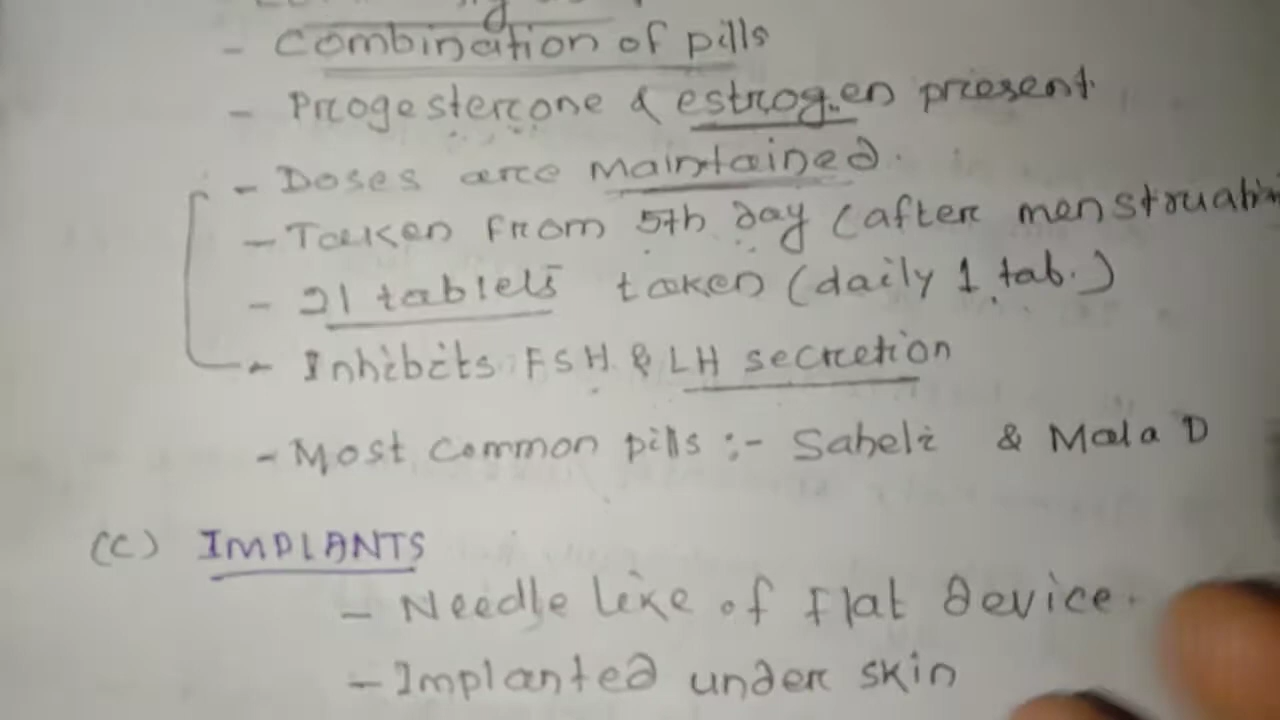 - Combination of pills
- Progesterone & estrogen present.
- Doses are maintained.
- Taken from 5th day (after menstruation
- 21 tablets taken (daily 1 tab.)
- Inhibits FSH & LH secretion
- Most common pills :- Saheli & Mala D
(C) IMPLANTS
- Needle like of flat device.
- Implanted under skin